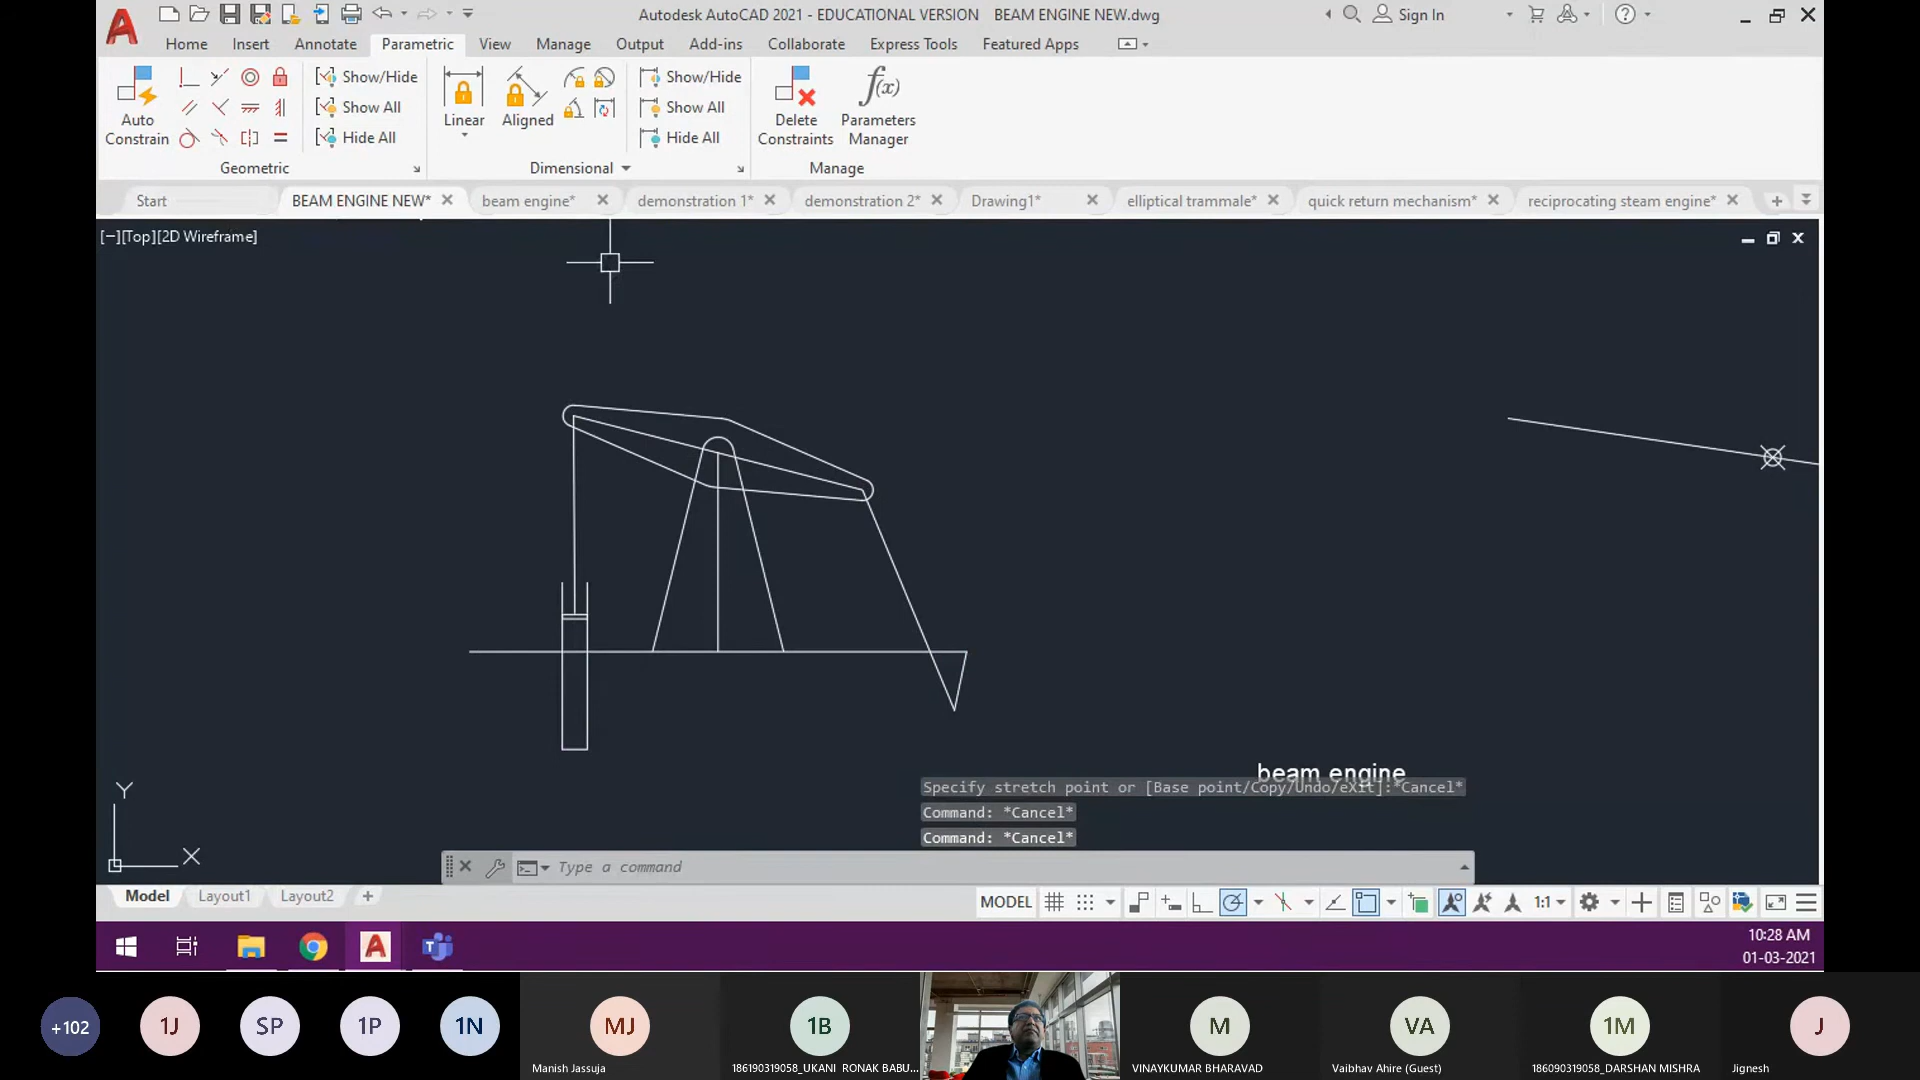 Autodesk AutoCAD 2021 - EDUCATIONAL VERSION BEAM ENGINE NEW.dwg
Sign In
Home Insert Annotate Parametric View Manage Output Add-ins Collaborate Express Tools Featured Apps
Auto Constrain
Show/Hide
Show All
Hide All
Geometric
Linear
Aligned
Show/Hide
Show All
Hide All
Dimensional
Delete Constraints
f(x)
Parameters Manager
Manage
Start BEAM ENGINE NEW* beam engine* demonstration 1* demonstration 2* Drawing1* elliptical trammale* quick return mechanism* reciprocating steam engine*
[−][Top][2D Wireframe]
beam engine
Specify stretch point or [Base point/Copy/Undo/eXit]:*Cancel*
Command: *Cancel*
Command: *Cancel*
Y
X
Type a command
Model Layout1 Layout2
MODEL
1:1
10:28 AM
01-03-2021
+102
1J
SP
1P
1N
MJ
Manish Jassuja
1B
186190319058_UKANI RONAK BABU...
M
VINAYKUMAR BHARAVAD
VA
Vaibhav Ahire (Guest)
1M
186090319058_DARSHAN MISHRA
J
Jignesh